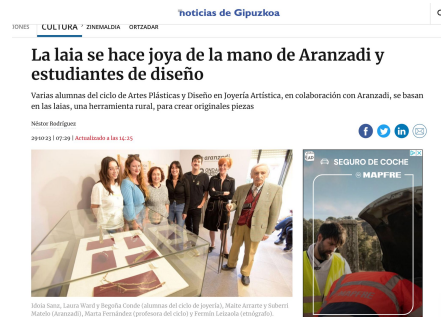 noticias de Gipuzkoa
IONES CULTURA > ZINEMALDIA ORTZADAR
La laia se hace joya de la mano de Aranzadi y
estudiantes de diseño
Varias alumnas del ciclo de Artes Plásticas y Diseño en Joyería Artística, en colaboración con Aranzadi, se basan
en las laias, una herramienta rural, para crear originales piezas
Néstor Rodríguez
29·10·23 | 07:29 | Actualizado a las 14:25
aranzadi
SEGURO DE COCHE
MAPFRE
MAPFRE
Idoia Sanz, Laura Ward y Begoña Conde (alumnas del ciclo de joyería), Maite Arrarte y Suberri
Matelo (Aranzadi), Marta Fernández (profesora del ciclo) y Fermín Leizaola (etnógrafo).